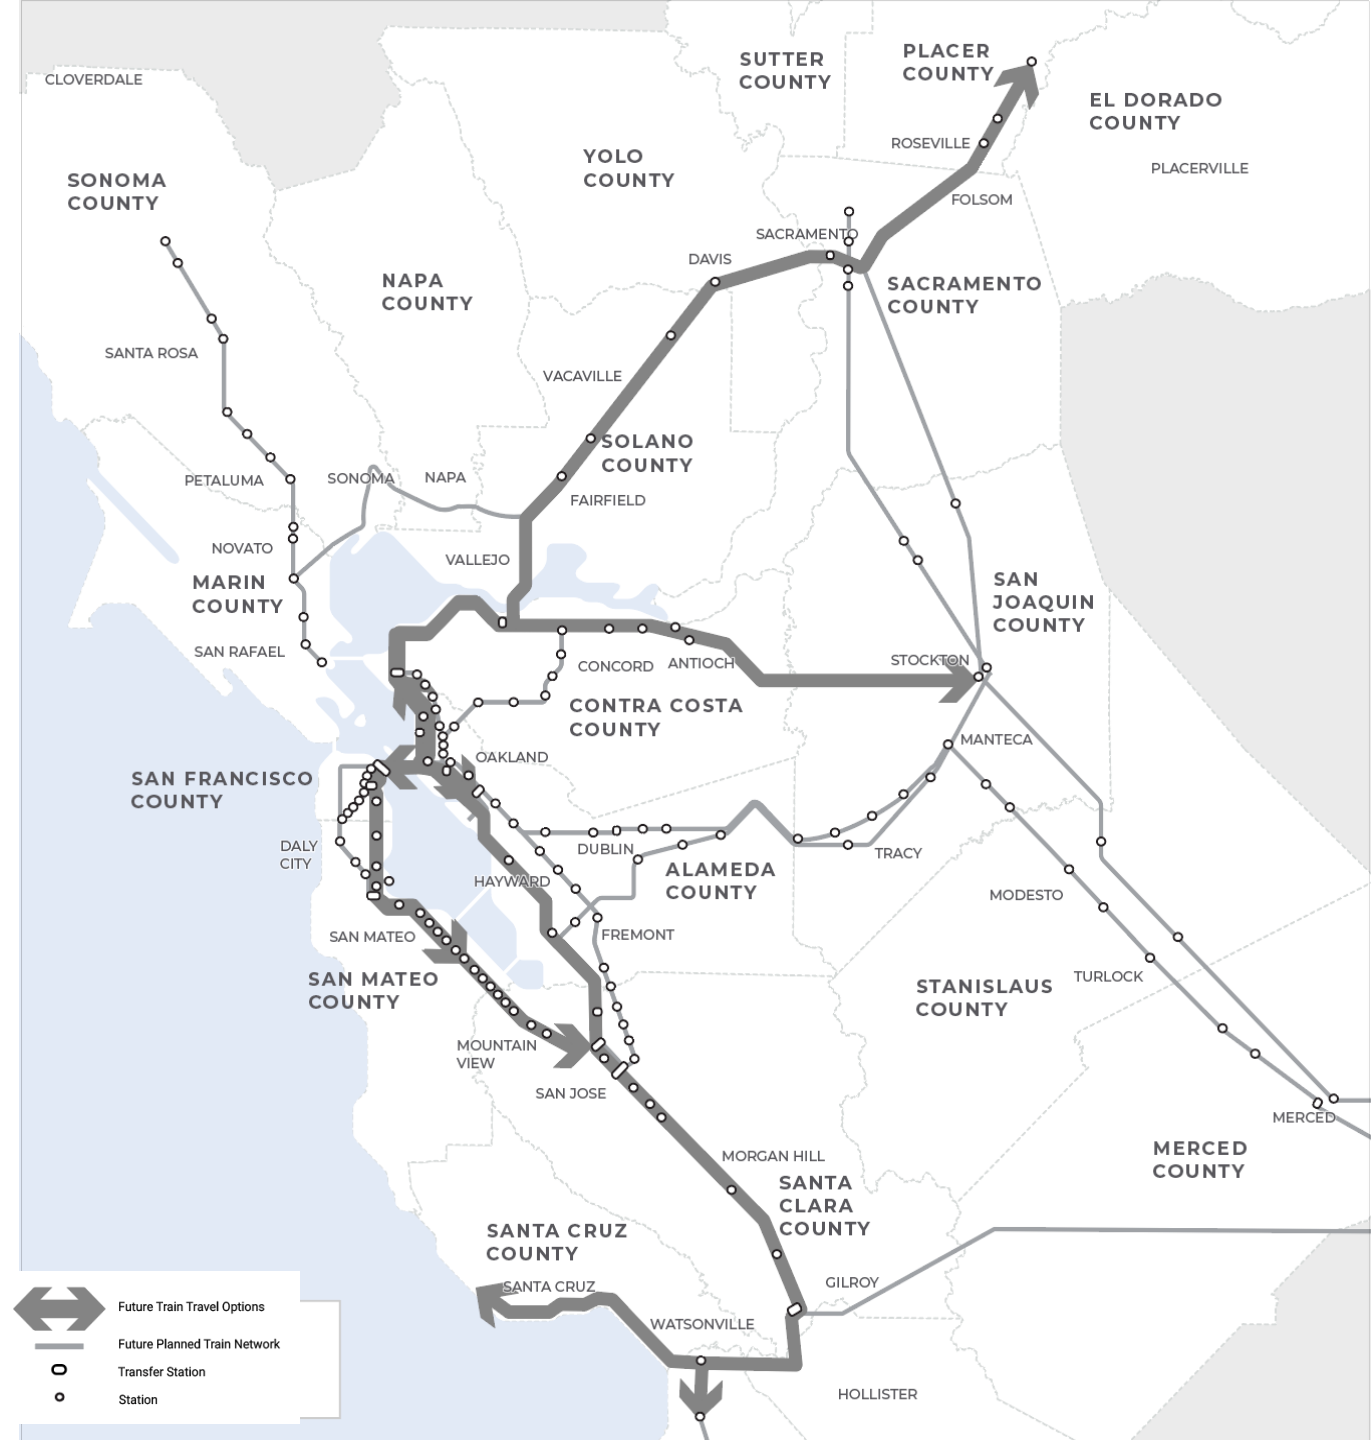 SUTTER
COUNTY
PLACER
COUNTY
CLOVERDALE
EL DORADO
COUNTY
ROSEVILLE
YOLO
COUNTY
PLACERVILLE
SONOMA
COUNTY
FOLSOM
SACRAMENTO
DAVIS
NAPA
COUNTY
SACRAMENTO
COUNTY
SANTA ROSA
VACAVILLE
SOLANO
COUNTY
PETALUMA
SONOMA
NAPA
FAIRFIELD
NOVATO
VALLEJO
MARIN
COUNTY
SAN
JOAQUIN
COUNTY
SAN RAFAEL
CONCORD
ANTIOCH
STOCKTON
CONTRA COSTA
COUNTY
MANTECA
OAKLAND
SAN FRANCISCO
COUNTY
DALY
CITY
DUBLIN
TRACY
ALAMEDA
COUNTY
HAYWARD
MODESTO
SAN MATEO
FREMONT
SAN MATEO
COUNTY
TURLOCK
STANISLAUS
COUNTY
MOUNTAIN
VIEW
SAN JOSE
MERCED
MERCED
COUNTY
MORGAN HILL
SANTA
CLARA
COUNTY
SANTA CRUZ
COUNTY
SANTA CRUZ
GILROY
WATSONVILLE
HOLLISTER
Future Train Travel Options
Future Planned Train Network
Transfer Station
Station